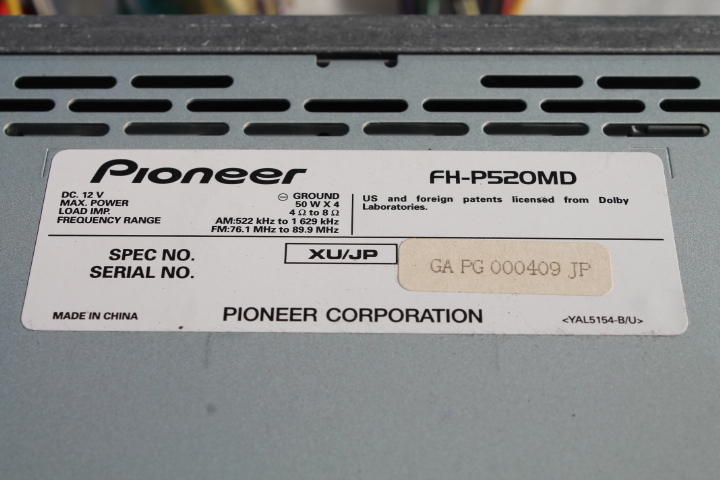 Pioneer
FH-P520MD
DC. 12 V ⊖ GROUND
MAX. POWER 50 W X 4
LOAD IMP. 4 Ω to 8 Ω
FREQUENCY RANGE AM:522 kHz to 1 629 kHz
FM:76.1 MHz to 89.9 MHz
US and foreign patents licensed from Dolby
Laboratories.
SPEC NO. XU/JP
SERIAL NO. GA PG 000409 JP
MADE IN CHINA
PIONEER CORPORATION
<YAL5154-B/U>